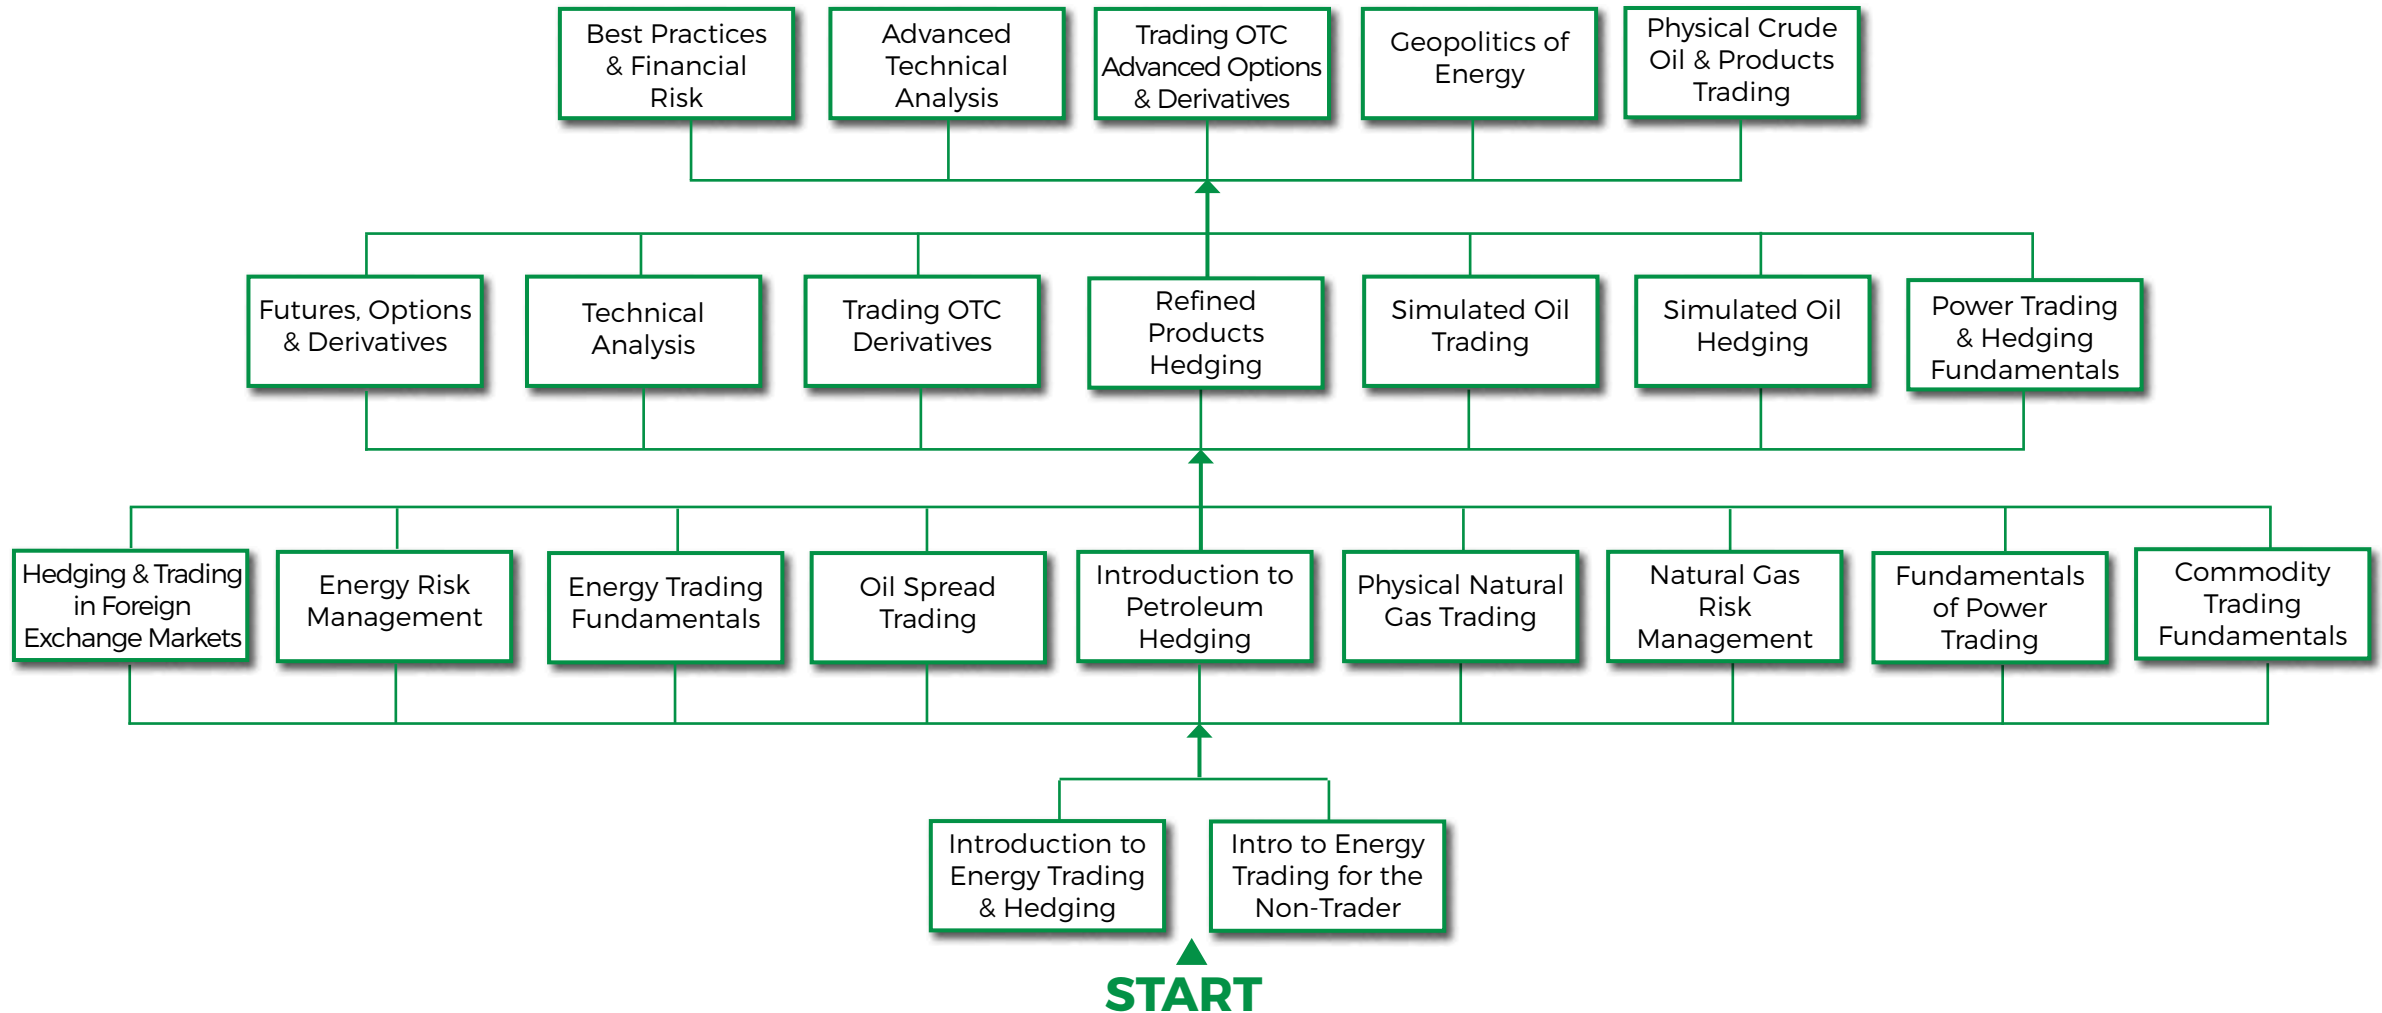 Best Practices
& Financial
Risk
Advanced
Technical
Analysis
Trading OTC
Advanced Options
& Derivatives
Geopolitics of
Energy
Physical Crude
Oil & Products
Trading
Futures, Options
& Derivatives
Technical
Analysis
Trading OTC
Derivatives
Refined
Products
Hedging
Simulated Oil
Trading
Simulated Oil
Hedging
Power Trading
& Hedging
Fundamentals
Hedging & Trading
in Foreign
Exchange Markets
Energy Risk
Management
Energy Trading
Fundamentals
Oil Spread
Trading
Introduction to
Petroleum
Hedging
Physical Natural
Gas Trading
Natural Gas
Risk
Management
Fundamentals
of Power
Trading
Commodity
Trading
Fundamentals
Introduction to
Energy Trading
& Hedging
Intro to Energy
Trading for the
Non-Trader
START